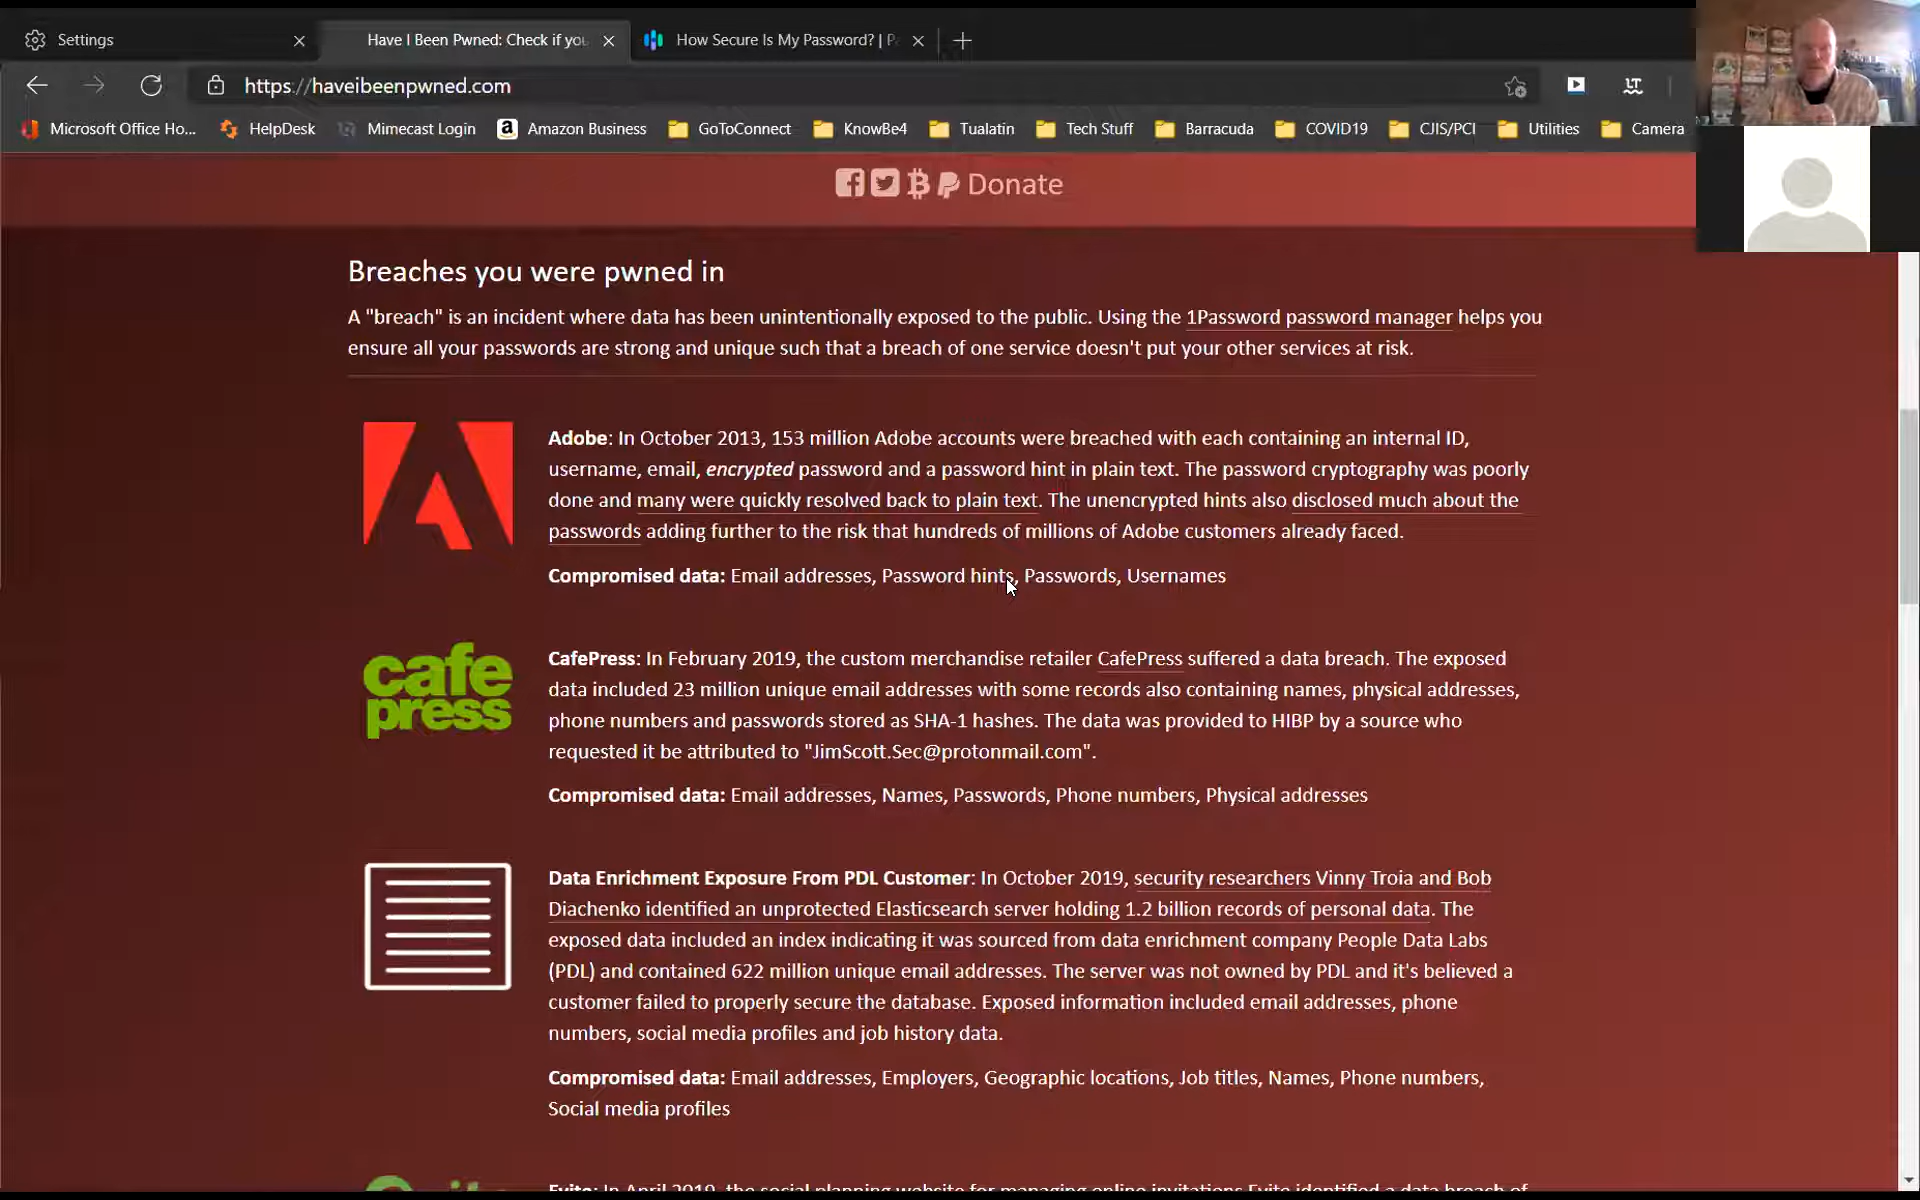 Settings
Have I Been Pwned: Check if you
How Secure Is My Password? | P
https://haveibeenpwned.com
Microsoft Office Ho...
HelpDesk
Mimecast Login
Amazon Business
GoToConnect
KnowBe4
Tualatin
Tech Stuff
Barracuda
COVID19
CJIS/PCI
Utilities
Camera
Donate
Breaches you were pwned in
A "breach" is an incident where data has been unintentionally exposed to the public. Using the 1Password password manager helps you
ensure all your passwords are strong and unique such that a breach of one service doesn't put your other services at risk.
Adobe: In October 2013, 153 million Adobe accounts were breached with each containing an internal ID,
username, email, encrypted password and a password hint in plain text. The password cryptography was poorly
done and many were quickly resolved back to plain text. The unencrypted hints also disclosed much about the
passwords adding further to the risk that hundreds of millions of Adobe customers already faced.
Compromised data: Email addresses, Password hints, Passwords, Usernames
cafe
press
CafePress: In February 2019, the custom merchandise retailer CafePress suffered a data breach. The exposed
data included 23 million unique email addresses with some records also containing names, physical addresses,
phone numbers and passwords stored as SHA-1 hashes. The data was provided to HIBP by a source who
requested it be attributed to "JimScott.Sec@protonmail.com".
Compromised data: Email addresses, Names, Passwords, Phone numbers, Physical addresses
Data Enrichment Exposure From PDL Customer: In October 2019, security researchers Vinny Troia and Bob
Diachenko identified an unprotected Elasticsearch server holding 1.2 billion records of personal data. The
exposed data included an index indicating it was sourced from data enrichment company People Data Labs
(PDL) and contained 622 million unique email addresses. The server was not owned by PDL and it's believed a
customer failed to properly secure the database. Exposed information included email addresses, phone
numbers, social media profiles and job history data.
Compromised data: Email addresses, Employers, Geographic locations, Job titles, Names, Phone numbers,
Social media profiles
Evite: In April 2019, the social planning website for managing online invitations Evite identified a data breach of